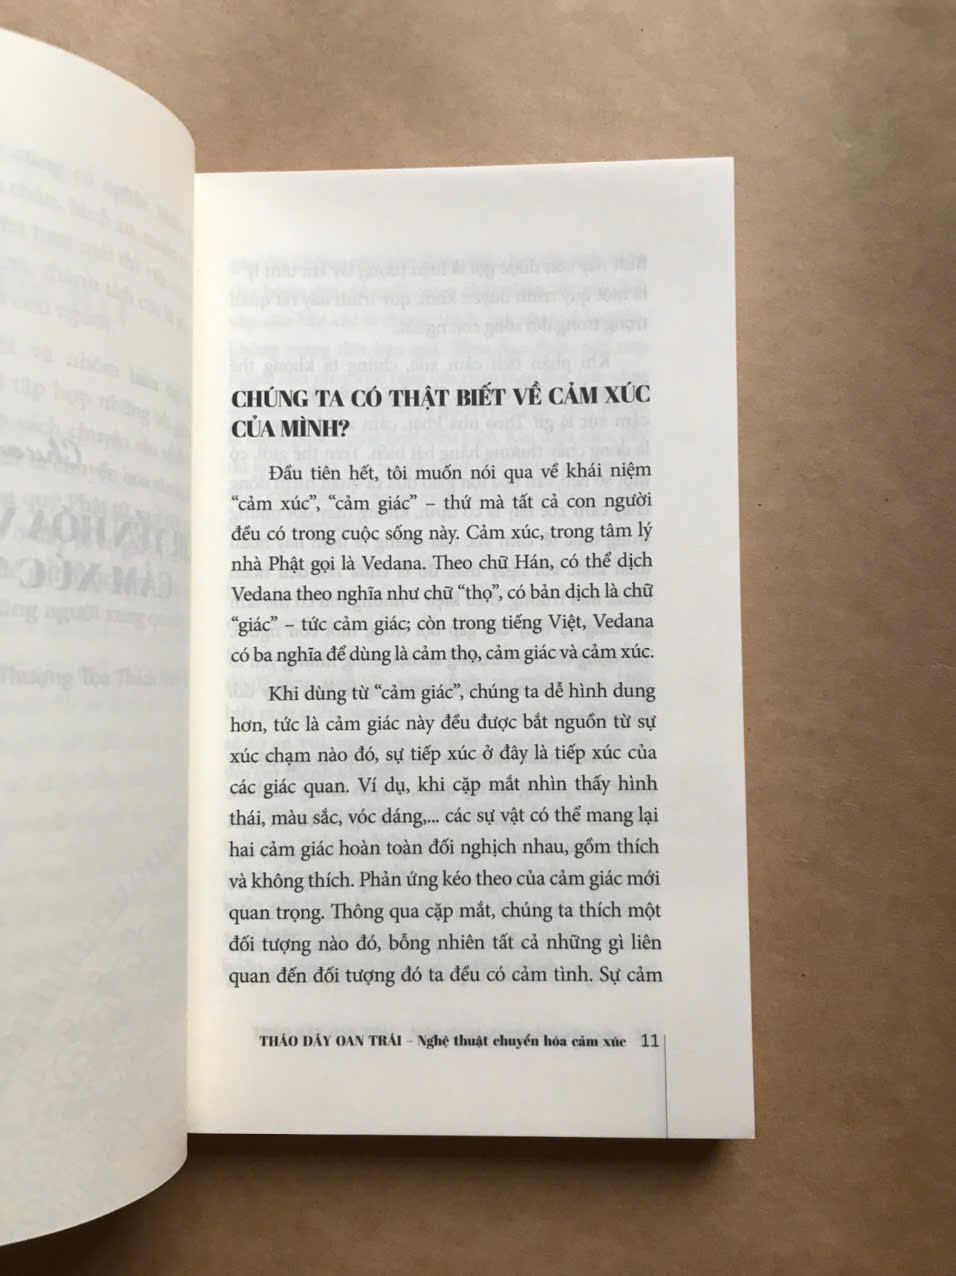 CHÚNG TA CÓ THẬT BIẾT VỀ CẢM XÚC
CỦA MÌNH?
Đầu tiên hết, tôi muốn nói qua về khái niệm
“cảm xúc”, “cảm giác” – thứ mà tất cả con người
đều có trong cuộc sống này. Cảm xúc, trong tâm lý
nhà Phật gọi là Vedana. Theo chữ Hán, có thể dịch
Vedana theo nghĩa như chữ “thọ”, có bản dịch là chữ
“giác” – tức cảm giác; còn trong tiếng Việt, Vedana
có ba nghĩa để dùng là cảm thọ, cảm giác và cảm xúc.
Khi dùng từ “cảm giác”, chúng ta dễ hình dung
hơn, tức là cảm giác này đều được bắt nguồn từ sự
xúc chạm nào đó, sự tiếp xúc ở đây là tiếp xúc của
các giác quan. Ví dụ, khi cặp mắt nhìn thấy hình
thái, màu sắc, vóc dáng,... các sự vật có thể mang lại
hai cảm giác hoàn toàn đối nghịch nhau, gồm thích
và không thích. Phản ứng kéo theo của cảm giác mới
quan trọng. Thông qua cặp mắt, chúng ta thích một
đối tượng nào đó, bỗng nhiên tất cả những gì liên
quan đến đối tượng đó ta đều có cảm tình. Sự cảm
THÁO DÂY OAN TRÁI – Nghệ thuật chuyển hóa cảm xúc 11